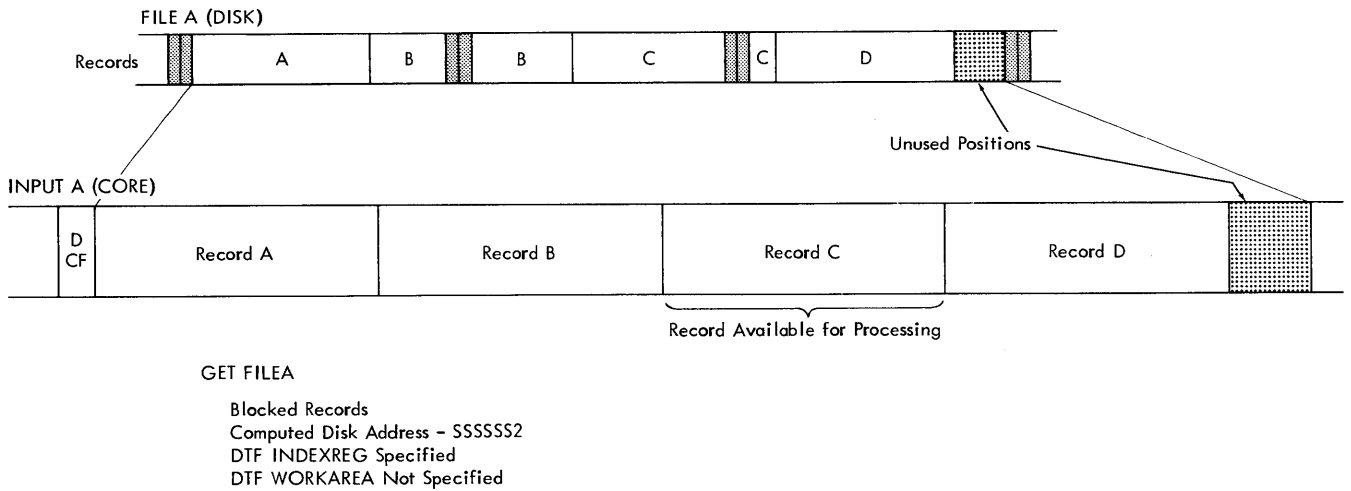 FILE A (DISK)
Records A B B C C D
Unused Positions
INPUT A (CORE)
D
CF
Record A Record B Record C Record D
Record Available for Processing
GET FILEA
Blocked Records
Computed Disk Address - SSSSSS2
DTF INDEXREG Specified
DTF WORKAREA Not Specified